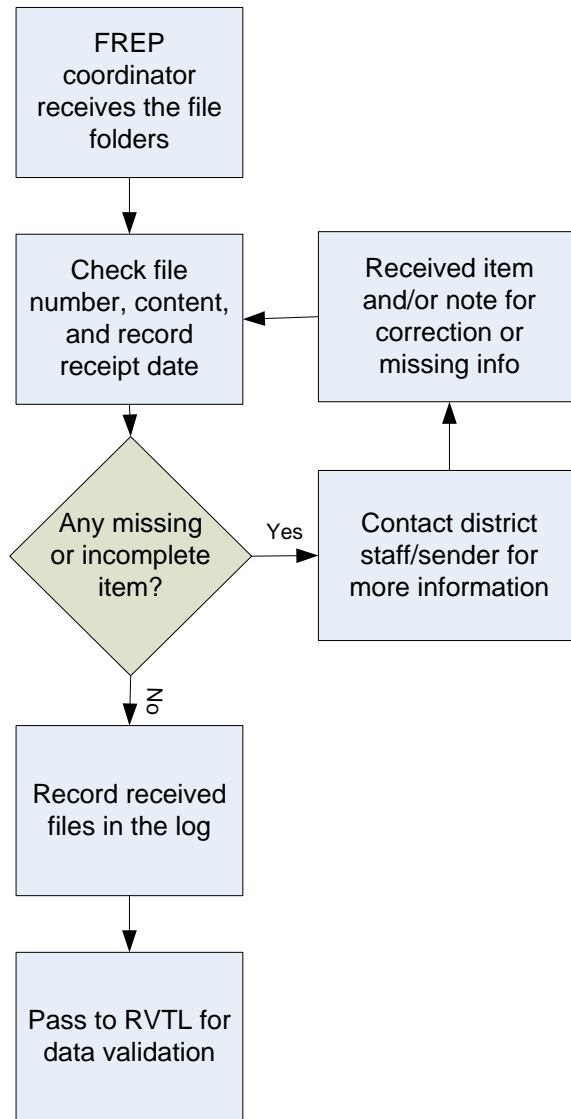 FREP
coordinator
receives the file
folders
Check file
number, content,
and record
receipt date
Received item
and/or note for
correction or
missing info
Any missing
or incomplete
item?
Yes
Contact district
staff/sender for
more information
No
Record received
files in the log
Pass to RVTL for
data validation